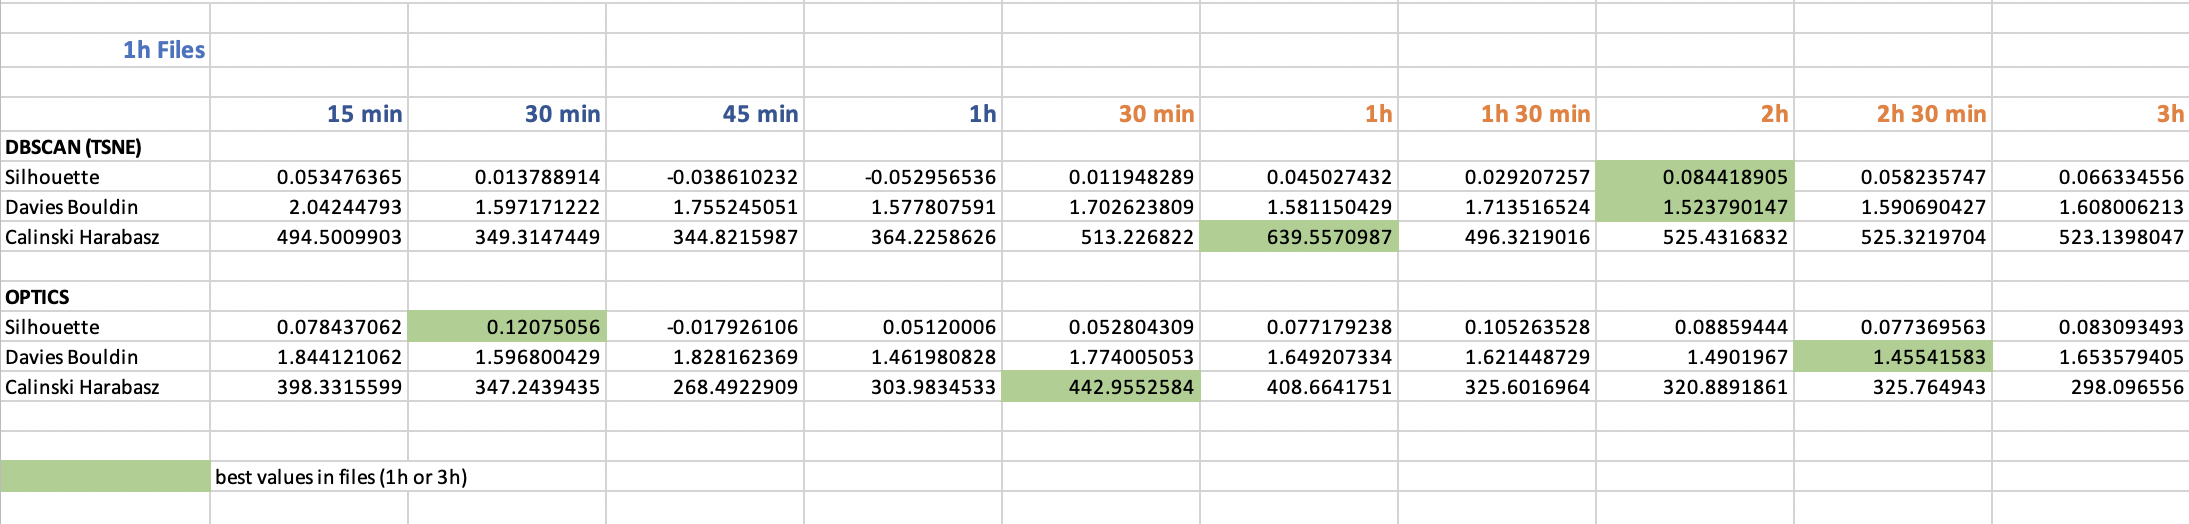 1h Files
15 min 30 min 45 min 1h 30 min 1h 1h 30 min 2h 2h 30 min 3h
DBSCAN (TSNE)
Silhouette 0.053476365 0.013788914 -0.038610232 -0.052956536 0.011948289 0.045027432 0.029207257 0.084418905 0.058235747 0.066334556
Davies Bouldin 2.04244793 1.597171222 1.755245051 1.577807591 1.702623809 1.581150429 1.713516524 1.523790147 1.590690427 1.608006213
Calinski Harabasz 494.5009903 349.3147449 344.8215987 364.2258626 513.226822 639.5570987 496.3219016 525.4316832 525.3219704 523.1398047
OPTICS
Silhouette 0.078437062 0.12075056 -0.017926106 0.05120006 0.052804309 0.077179238 0.105263528 0.08859444 0.077369563 0.083093493
Davies Bouldin 1.844121062 1.596800429 1.828162369 1.461980828 1.774005053 1.649207334 1.621448729 1.4901967 1.45541583 1.653579405
Calinski Harabasz 398.3315599 347.2439435 268.4922909 303.9834533 442.9552584 408.6641751 325.6016964 320.8891861 325.764943 298.096556
best values in files (1h or 3h)